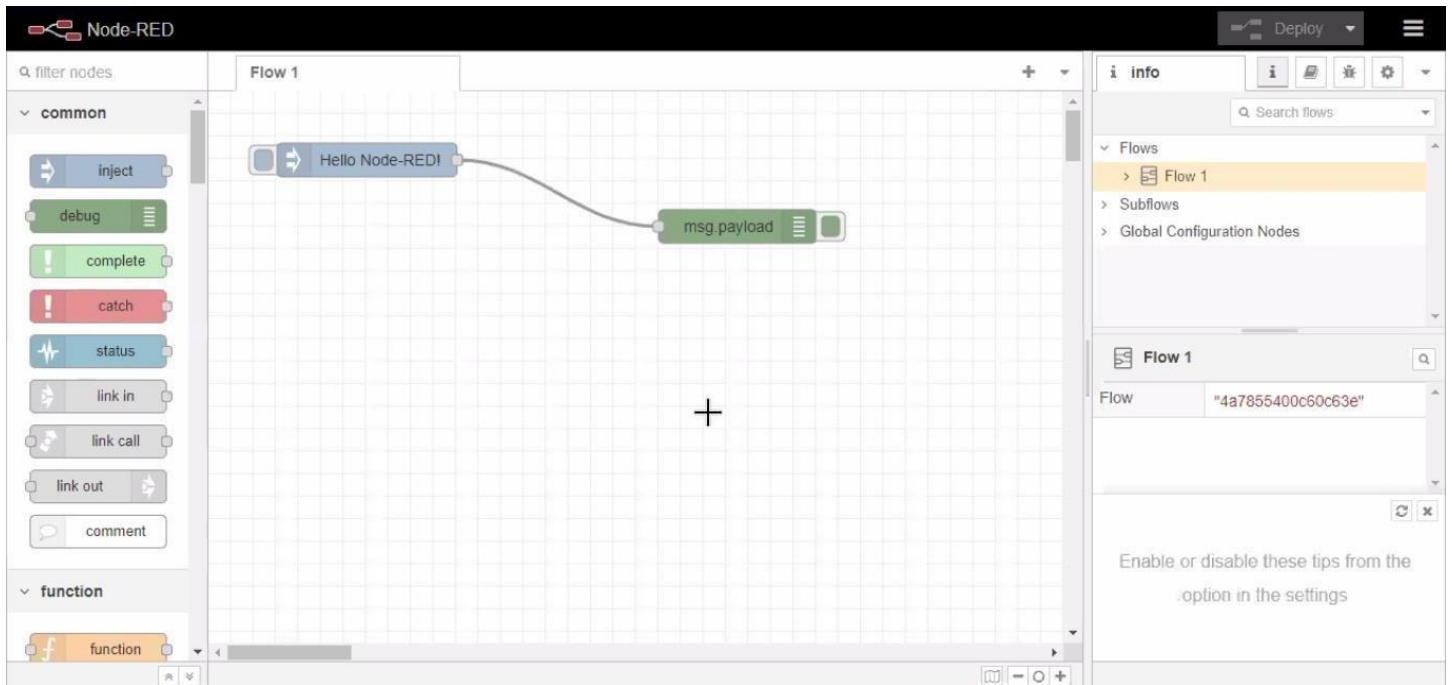 Node-RED
Deploy
filter nodes
Flow 1
i info
i
common
inject
debug
complete
catch
status
link in
link call
link out
comment
function
function
Hello Node-RED!
msg.payload
Search flows
Flows
Flow 1
Subflows
Global Configuration Nodes
Flow 1
Flow "4a7855400c60c63e"
Enable or disable these tips from the
.option in the settings